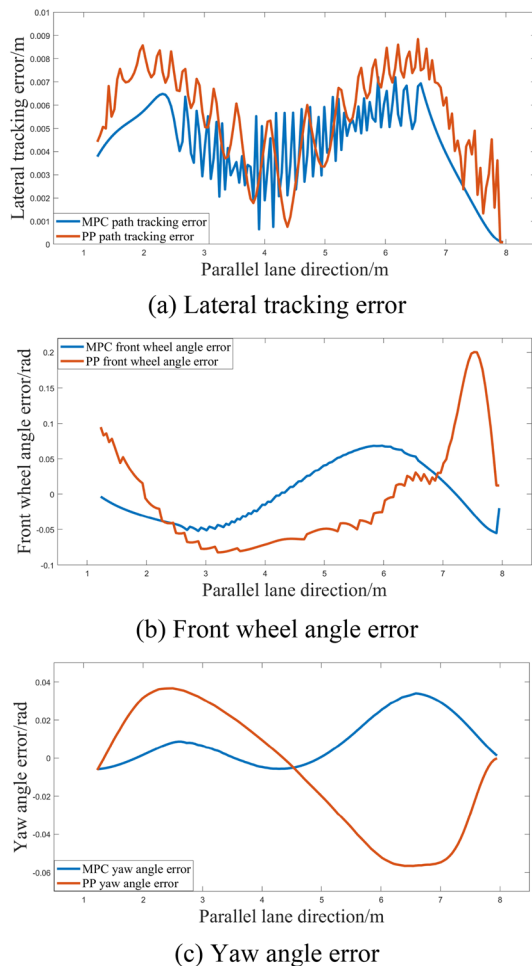 0.01
0.009
0.008
0.007
0.006
0.005
0.004
0.003
0.002
0.001
0
Lateral tracking error/m
MPC path tracking error
PP path tracking error
1 2 3 4 5 6 7 8
Parallel lane direction/m
(a) Lateral tracking error
MPC front wheel angle error
PP front wheel angle error
0.2
0.15
0.1
0.05
0
-0.05
-0.1
Front wheel angle error/rad
1 2 3 4 5 6 7 8
Parallel lane direction/m
(b) Front wheel angle error
0.04
0.02
0
-0.02
-0.04
-0.06
Yaw angle error/rad
MPC yaw angle error
PP yaw angle error
1 2 3 4 5 6 7 8
Parallel lane direction/m
(c) Yaw angle error